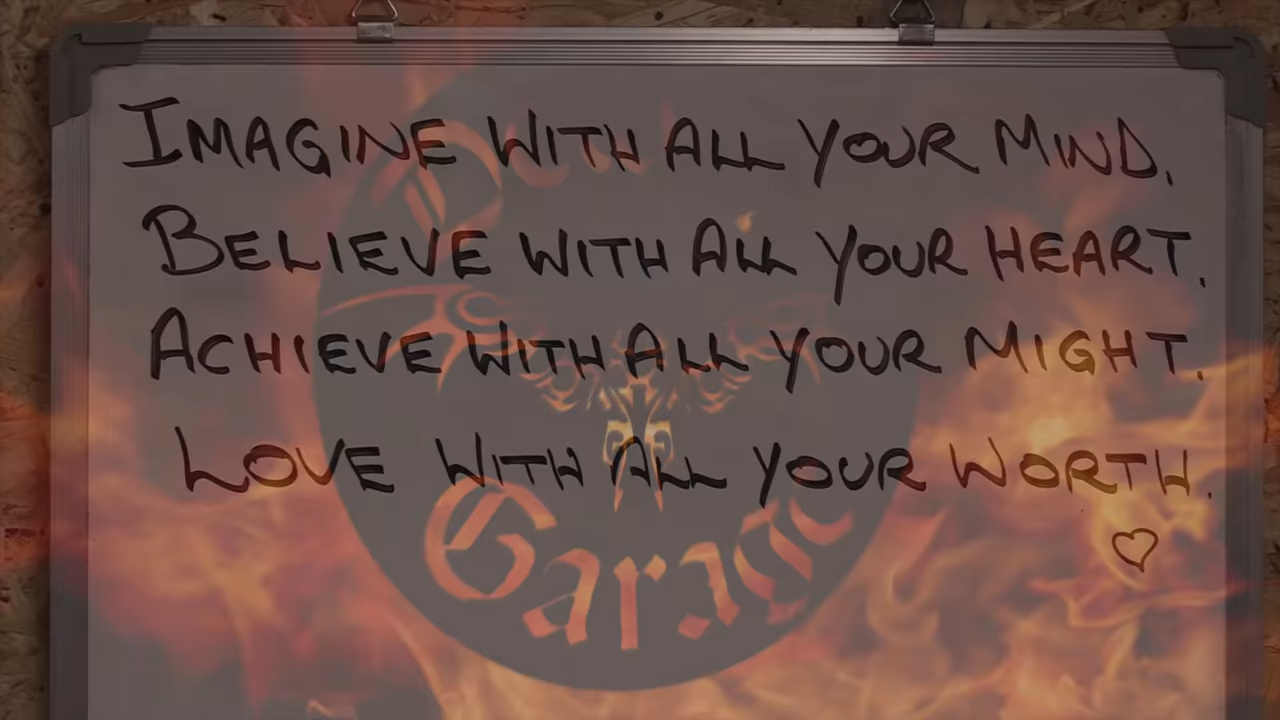 IMAGINE WITH ALL YOUR MIND,
BELIEVE WITH ALL YOUR HEART.
ACHIEVE WITH ALL YOUR MIGHT.
LOVE WITH ALL YOUR WORTH.
Garage